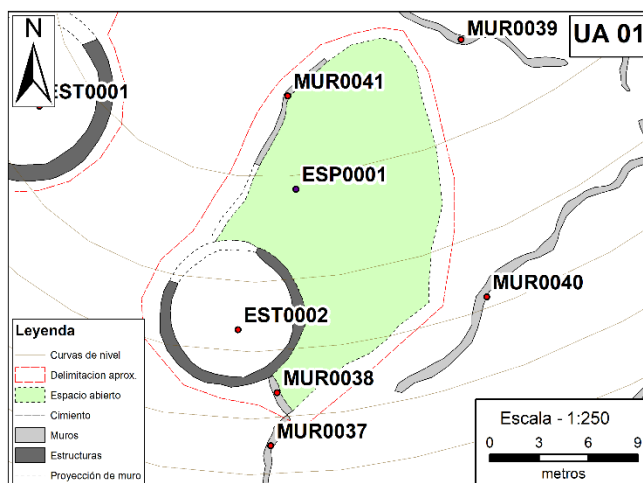 N
UA 01
MUR0039
EST0001
MUR0041
ESP0001
MUR0040
EST0002
MUR0038
MUR0037
Leyenda
Curvas de nivel
Delimitacion aprox.
Espacio abierto
Cimiento
Muros
Estructuras
Proyección de muro
Escala - 1:250
0 3 6 9
metros